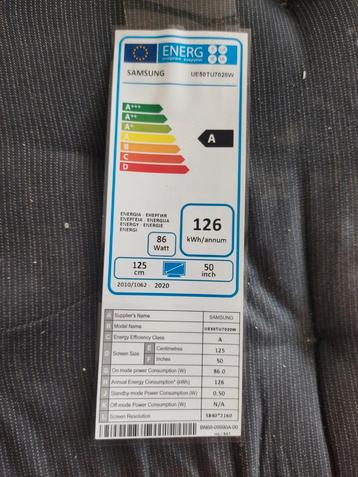 ENERG
енергия · ενεργεια
SAMSUNG UE50TU7020W
A+++
A++
A+
A
B
C
D
A
ENERGIA · ЕНЕРГИЯ
ΕΝΕΡΓΕΙΑ · ENERGIJA
ENERGY · ENERGIE
ENERGI
126
kWh/annum
86
Watt
125
cm
50
inch
2010/1062 - 2020
A Supplier's Name SAMSUNG
B Model Name UE50TU7020W
C Energy Efficiency Class A
D Screen Size E Centimetres 125
F Inches 50
G On mode power Consumption (W) 86.0
H Annual Energy Consumption* (kWh) 126
Standby-mode Power Consumption (W) 0.50
Off-mode Power Consumption (W) N/A
Screen Resolution 3840*2160